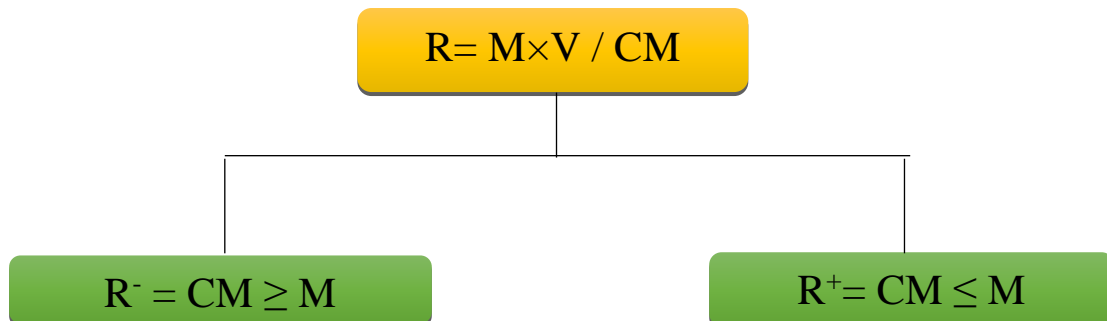 R= M×V / CM
R⁻ = CM ≥ M
R⁺= CM ≤ M